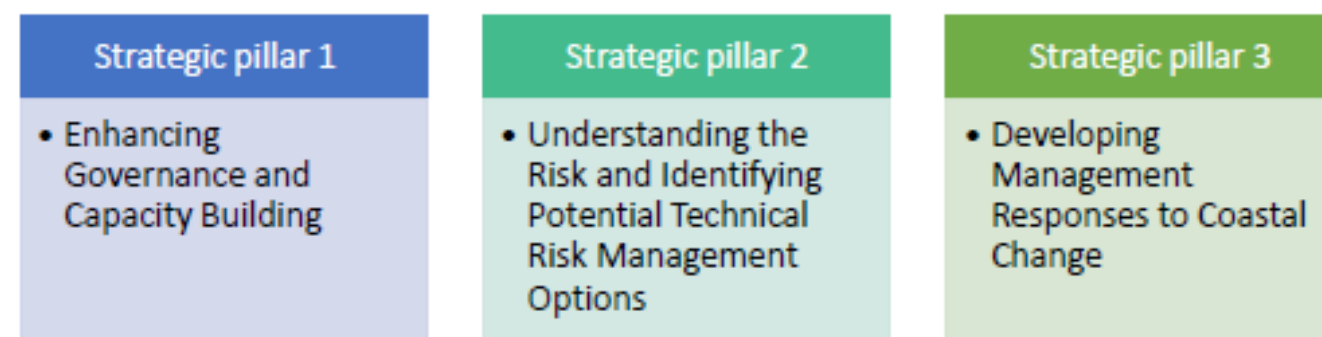 Strategic pillar 1
• Enhancing
Governance and
Capacity Building
Strategic pillar 2
• Understanding the
Risk and Identifying
Potential Technical
Risk Management
Options
Strategic pillar 3
• Developing
Management
Responses to Coastal
Change